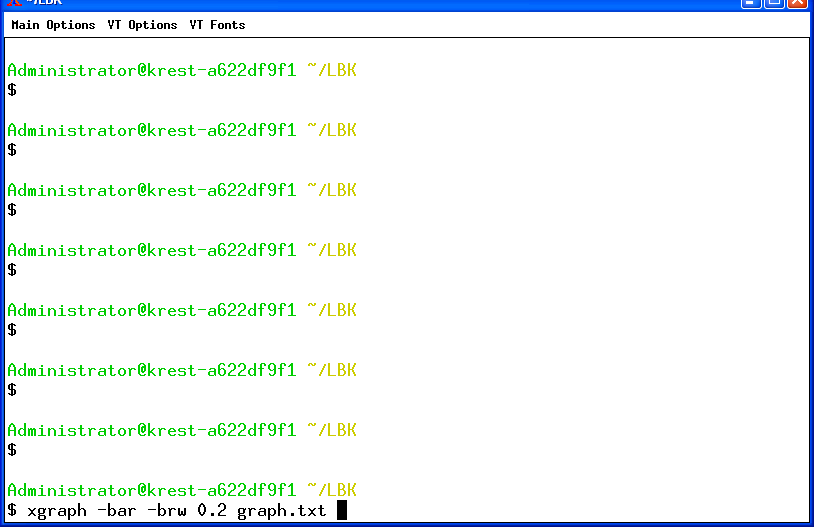 ~/LBK
Main Options VT Options VT Fonts
Administrator@krest-a622df9f1 ~/LBK
$
Administrator@krest-a622df9f1 ~/LBK
$
Administrator@krest-a622df9f1 ~/LBK
$
Administrator@krest-a622df9f1 ~/LBK
$
Administrator@krest-a622df9f1 ~/LBK
$
Administrator@krest-a622df9f1 ~/LBK
$
Administrator@krest-a622df9f1 ~/LBK
$
Administrator@krest-a622df9f1 ~/LBK
$ xgraph -bar -brw 0.2 graph.txt